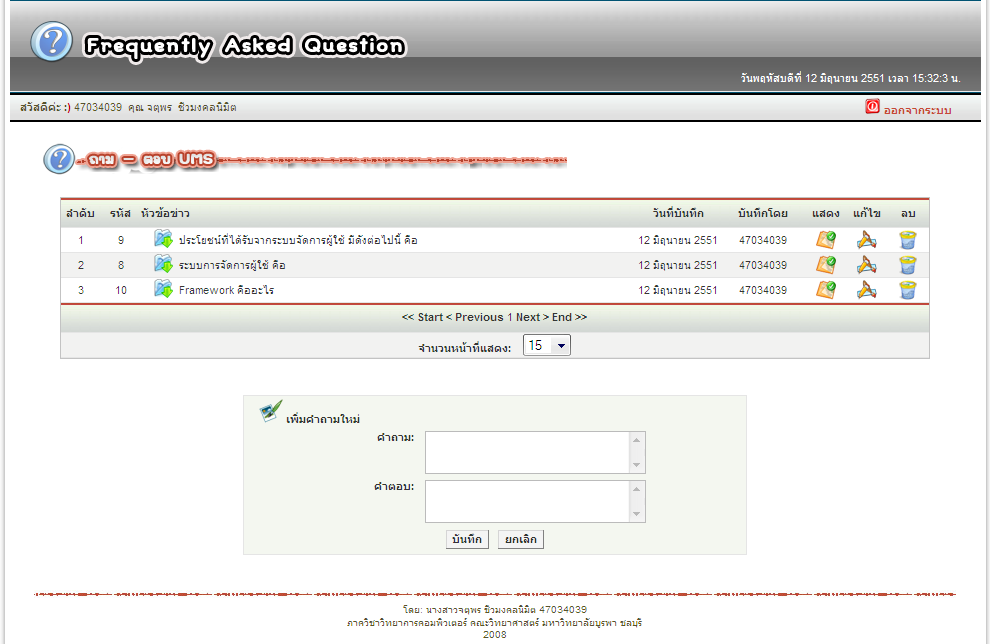 Frequently Asked Question
วันพฤหัสบดีที่ 12 มิถุนายน 2551 เวลา 15:32:3 น.
สวัสดีค่ะ :) 47034039 คุณ จตุพร ชิวมงคลนิมิต
ออกจากระบบ
ถาม - ตอบ UMS
ลำดับ รหัส หัวข้อข่าว วันที่บันทึก บันทึกโดย แสดง แก้ไข ลบ
1 9 ประโยชน์ที่ได้รับจากระบบจัดการผู้ใช้ มีดังต่อไปนี้ คือ 12 มิถุนายน 2551 47034039
2 8 ระบบการจัดการผู้ใช้ คือ 12 มิถุนายน 2551 47034039
3 10 Framework คืออะไร 12 มิถุนายน 2551 47034039
<< Start < Previous 1 Next > End >>
จำนวนหน้าที่แสดง: 15
เพิ่มคำถามใหม่
คำถาม:
คำตอบ:
บันทึก ยกเลิก
โดย: นางสาวจตุพร ชิวมงคลนิมิต 47034039
ภาควิชาวิทยาการคอมพิวเตอร์ คณะวิทยาศาสตร์ มหาวิทยาลัยบูรพา ชลบุรี
2008